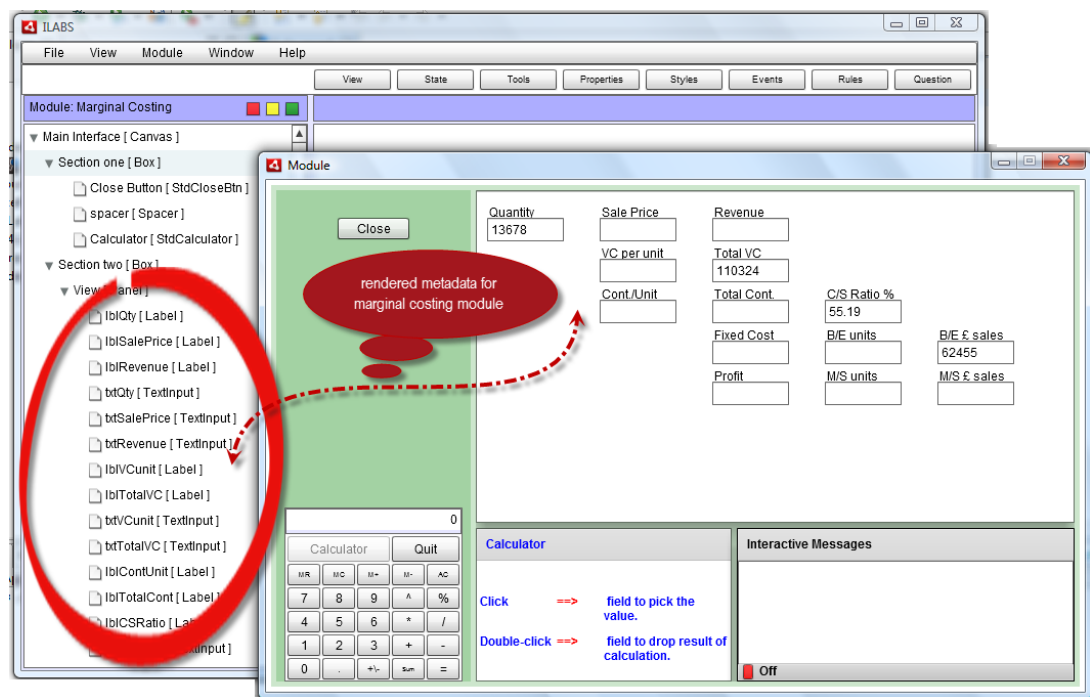 ILABS
File View Module Window Help
View State Tools Properties Styles Events Rules Question
Module: Marginal Costing
Main Interface [ Canvas ]
Section one [ Box ]
Close Button [ StdCloseBtn ]
spacer [ Spacer ]
Calculator [ StdCalculator ]
Section two [ Box ]
View [ Panel ]
lblQty [ Label ]
lblSalePrice [ Label ]
lblRevenue [ Label ]
txtQty [ TextInput ]
txtSalePrice [ TextInput ]
txtRevenue [ TextInput ]
lblVCunit [ Label ]
lblTotalVC [ Label ]
txtVCunit [ TextInput ]
txtTotalVC [ TextInput ]
lblContUnit [ Label ]
lblTotalCont [ Label ]
lblCSRatio [ Label ]
Module
Close
rendered metadata for
marginal costing module
Quantity Sale Price Revenue
13678
VC per unit Total VC
110324
Cont./Unit Total Cont. C/S Ratio %
55.19
Fixed Cost B/E units B/E £ sales
62455
Profit M/S units M/S £ sales
0
Calculator Quit
MR MC M+ M- AC
7 8 9 ^ %
4 5 6 * /
1 2 3 + -
0 . +\- Sum =
Calculator
Click ==> field to pick the
value.
Double-click ==> field to drop result of
calculation.
Interactive Messages
Off